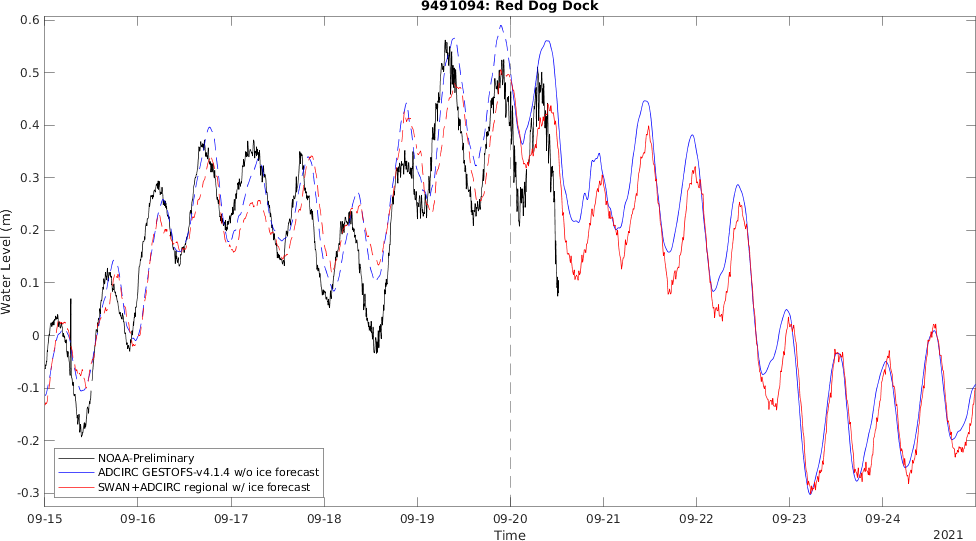 9491094: Red Dog Dock
0.6
0.5
0.4
0.3
0.2
0.1
0
-0.1
-0.2
-0.3
Water Level (m)
NOAA-Preliminary
ADCIRC GESTOFS-v4.1.4 w/o ice forecast
SWAN+ADCIRC regional w/ ice forecast
09-15 09-16 09-17 09-18 09-19 09-20 09-21 09-22 09-23 09-24
Time
2021